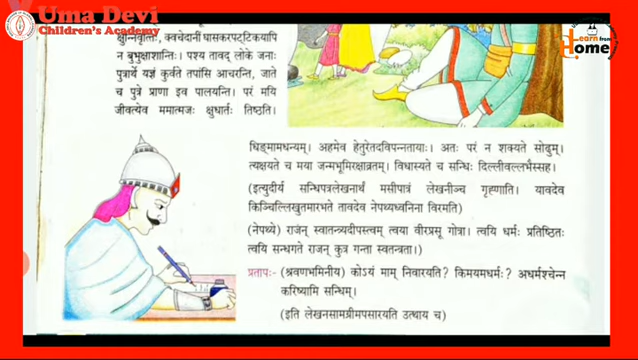 Uma Devi
Children's Academy
Learn from
Home
क्षुन्निवृत्तिः, क्वचेदानीं घासकरपट्टिकयापि
न बुभुक्षाशान्तिः। पश्य तावद् लोके जनाः
पुत्रार्थे यज्ञं कुर्वते तपांसि आचरन्ति, जाते
च पुत्रे प्राणा इव पालयन्ति। परं मयि
जीवत्येव ममात्मजः क्षुधार्तः तिष्ठति।
धिङ्मामधन्यम्। अहमेव हेतुरेतदविपन्नतायाः। अतः परं न शक्यते सोढुम्।
त्यक्षयते च मया जन्मभूमिरक्षाव्रतम्। विधास्यते च सन्धिः दिल्लीवल्लभैस्सह।
(इत्युदीर्य सन्धिपत्रलेखनार्थं मसीपात्रं लेखनीञ्च गृह्णाति। यावदेव
किञ्चिल्लिखुतमारभते तावदेव नेपथ्यध्वनिना विरमति)
(नेपथ्ये) राजन् स्वातन्त्र्यदीपस्त्वम् त्वया वीरप्रसू गोत्रा। त्वयि धर्मः प्रतिष्ठितः
त्वयि सन्धगते राजन् कुत्र गन्ता स्वतन्त्रता।)
प्रतापः- (श्रवणभमिनीय) कोऽयं माम् निवारयति? किमयमधर्मः? अधर्मश्चेन्न
करिष्यामि सन्धिम्।
(इति लेखनसामग्रीमपसारयति उत्थाय च)